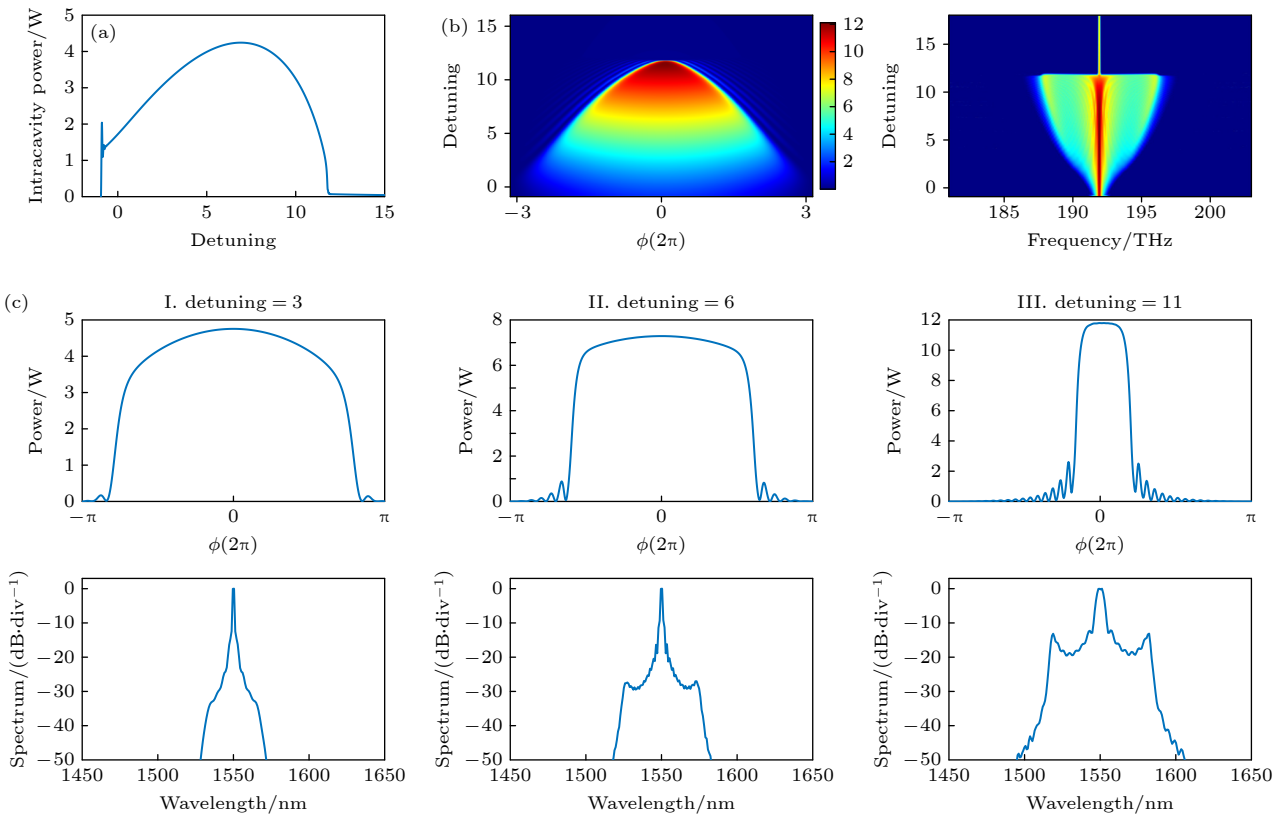 (a)
5
4
3
2
1
0
Intracavity power/W
0 5 10 15
Detuning
(b)
15
10
5
0
Detuning
−3 0 3
ϕ(2π)
12
10
8
6
4
2
15
10
5
0
Detuning
185 190 195 200
Frequency/THz
(c)
I. detuning = 3
5
4
3
2
1
0
Power/W
−π 0 π
ϕ(2π)
II. detuning = 6
8
6
4
2
0
Power/W
−π 0 π
ϕ(2π)
III. detuning = 11
12
10
8
6
4
2
0
Power/W
−π 0 π
ϕ(2π)
0
−10
−20
−30
−40
−50
Spectrum/(dB·div⁻¹)
1450 1500 1550 1600 1650
Wavelength/nm
0
−10
−20
−30
−40
−50
Spectrum/(dB·div⁻¹)
1450 1500 1550 1600 1650
Wavelength/nm
0
−10
−20
−30
−40
−50
Spectrum/(dB·div⁻¹)
1450 1500 1550 1600 1650
Wavelength/nm